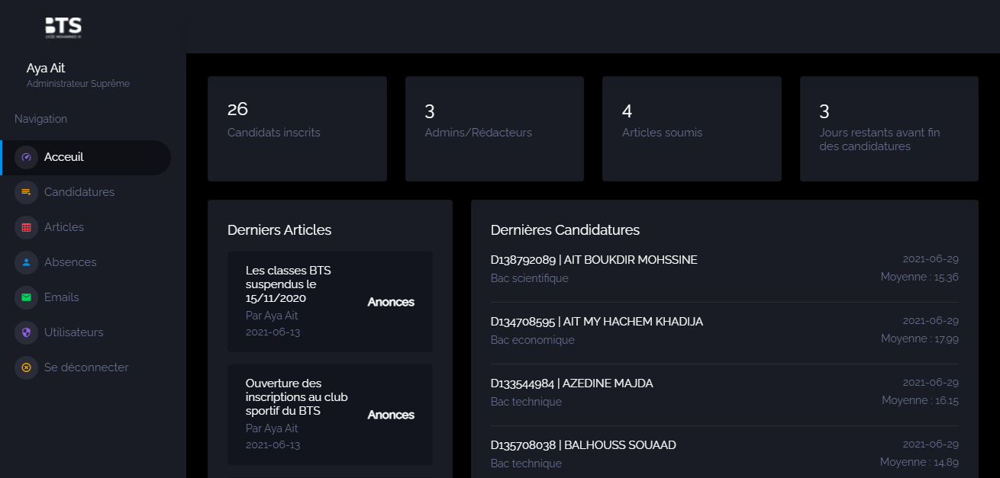 BTS
LYCÉE MOHAMMED VI
Aya Ait
Administrateur Suprême
Navigation
Acceuil
Candidatures
Articles
Absences
Emails
Utilisateurs
Se déconnecter
26
Candidats inscrits
3
Admins/Rédacteurs
4
Articles soumis
3
Jours restants avant fin
des candidatures
Derniers Articles
Les classes BTS
suspendus le
15/11/2020
Par Aya Ait
2021-06-13
Anonces
Ouverture des
inscriptions au club
sportif du BTS
Par Aya Ait
2021-06-13
Anonces
Dernières Candidatures
D138792089 | AIT BOUKDIR MOHSSINE
2021-06-29
Bac scientifique
Moyenne : 15.36
D134708595 | AIT MY HACHEM KHADIJA
2021-06-29
Bac economique
Moyenne : 17.99
D133544984 | AZEDINE MAJDA
2021-06-29
Bac technique
Moyenne : 16.15
D135708038 | BALHOUSS SOUAAD
2021-06-29
Bac technique
Moyenne : 14.89